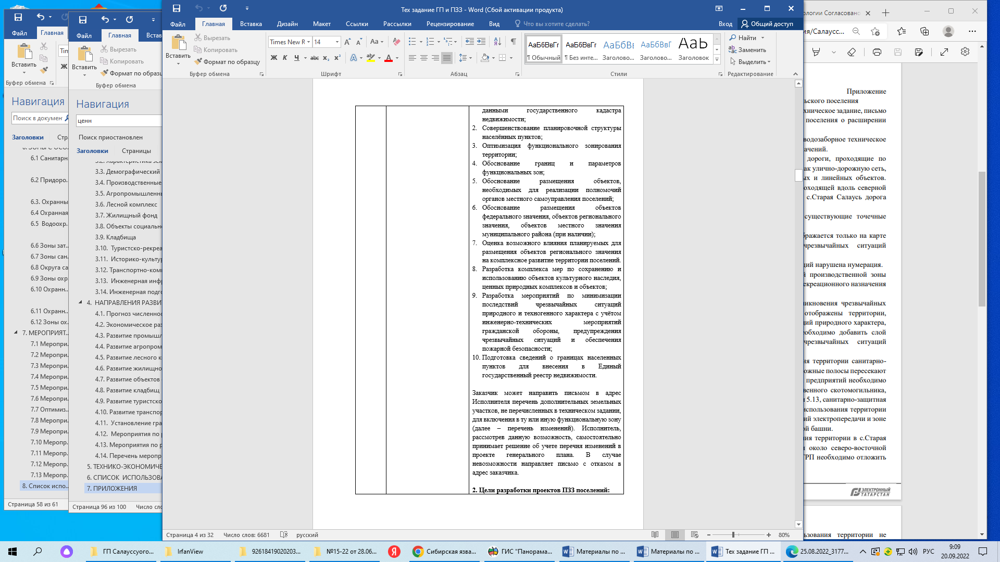 Тех задание ГП и ПЗЗ - Word (Сбой активации продукта)
Файл
Главная
Вставка
Дизайн
Макет
Ссылки
Рассылки
Рецензирование
Вид
Что вы хотите сделать?
Вход
Общий доступ
Вставить
Вырезать
Копировать
Формат по образцу
Буфер обмена
Times New R
14
Шрифт
Абзац
АаБбВвГг
¶ Обычный
АаБбВвГг
¶ Без инте...
Заголово...
Заголово...
Заголовок
Стили
Найти
Заменить
Выделить
Редактирование
данными государственного кадастра
недвижимости;
2. Совершенствование планировочной структуры
населённых пунктов;
3. Оптимизация функционального зонирования
территории;
4. Обоснование границ и параметров
функциональных зон;
5. Обоснование размещения объектов,
необходимых для реализации полномочий
органов местного самоуправления поселений;
6. Обоснование размещения объектов
федерального значения, объектов регионального
значения, объектов местного значения
муниципального района (при наличии);
7. Оценка возможного влияния планируемых для
размещения объектов регионального значения
на комплексное развитие территории поселений.
8. Разработка комплекса мер по сохранению и
использованию объектов культурного наследия,
ценных природных комплексов и объектов;
9. Разработка мероприятий по минимизации
последствий чрезвычайных ситуаций
природного и техногенного характера с учётом
инженерно-технических мероприятий
гражданской обороны, предупреждения
чрезвычайных ситуаций и обеспечения
пожарной безопасности;
10. Подготовка сведений о границах населенных
пунктов для внесения в Единый
государственный реестр недвижимости.
Заказчик может направить письмом в адрес
Исполнителя перечень дополнительных земельных
участков, не перечисленных в техническом задании,
для включения в ту или иную функциональную зону
(далее – перечень изменений). Исполнитель,
рассмотрев данную возможность, самостоятельно
принимает решение об учете перечня изменений в
проекте генерального плана. В случае
невозможности направляет письмо с отказом в
адрес заказчика.
2. Цели разработки проектов ПЗЗ поселений:
Страница 4 из 32
Число слов: 6681
русский
80%
Файл
Главная
Вставить
Буфер обмена
Навигация
Поиск в докумен
Заголовки
Стр
6.1 Санитарн.
6.2 Придоро..
6.3. Охранны
6.4 Охранная
6.5 Водоохр..
6.6 Зоны зат..
6.7 Зоны сан..
6.8 Округа са
6.9 Зоны охр
6.10 Охранн...
6.11 Охранн...
6.12 Зоны ох..
7. МЕРОПРИЯТ...
7.1 Меропри..
7.2 Меропри..
7.3 Меропри..
7.4 Меропри..
7.5 Меропри..
7.6 Меропри..
7.7 Оптимиз...
7.8 Меропри..
7.9 Меропри..
7.10 Меропр..
7.11 Меропр..
7.12 Меропр..
7.13 Меропр..
8. Список испо...
Страница 58 из 61
Файл
Главная
Встав
Вставить
Вырезать
Копировать
Формат по образц
Буфер обмена
Навигация
ценн
Поиск приостановлен
Заголовки
Страницы
3.3. Демографический
3.4. Производственные
3.5. Агропромышленны
3.6. Лесной комплекс
3.7. Жилищный фонд
3.8. Объекты социально
3.9. Кладбища
3.10. Туристско-рекреа
3.11. Историко-культур
3.12. Транспортно-ком
3.13. Инженерная инфр
3.14. Инженерная подго
4. НАПРАВЛЕНИЯ РАЗВИТ
4.1. Прогноз численнос
4.2. Экономическое раз
4.3. Развитие промышл
4.4. Развитие агропром
4.5. Развитие лесного к
4.6. Развитие жилищно
4.7. Развитие объектов
4.8. Развитие кладбищ
4.9. Развитие туристско
4.10. Развитие транспор
4.11. Установление гра
4.12. Мероприятия по р
4.13. Мероприятия по р
4.14. Перечень меропр
5. ТЕХНИКО-ЭКОНОМИЧЕ
6. СПИСОК ИСПОЛЬЗОВА
7. ПРИЛОЖЕНИЯ
Страница 96 из 100
Число сло
ологии Согласовано
ия/Салаусс...
Приложение
ьского поселения
хническое задание, письмо
поселения о расширении
водозаборное техническое
ачений.
дороги, проходящие по
ак улично-дорожную сеть,
ых и линейных объектов.
оходящей вдоль северной
с.Старая Салаусь дорога
существующие точечные
бражается только на карте
чрезвычайных ситуаций
ций нарушена нумерация.
й производственной зоны
екреационного назначения
икновения чрезвычайных
отображены территории,
ций природного характера,
еобходимо добавить слой
чрезвычайных ситуаций
ия территории санитарно-
ожные полосы пересекают
предприятий необходимо
венного скотомогильника,
и 5.13, санитарно-защитная
использования территории
ий электропередачи и зоне
ой башни.
ия территории в с.Старая
и около северо-восточной
ГРП необходимо отложить
ЭЛЕКТРОННЫЙ
ТАТАРСТАН
ьзования территории не
ГП Салауссуого...
IrfanView
92618419020203...
№15-22 от 28.06...
Сибирская язва...
ГИС "Панорама...
Материалы по ...
Материалы по ...
Тех задание ГП ...
25.08.2022_3177...
РУС
9:09
20.09.2022